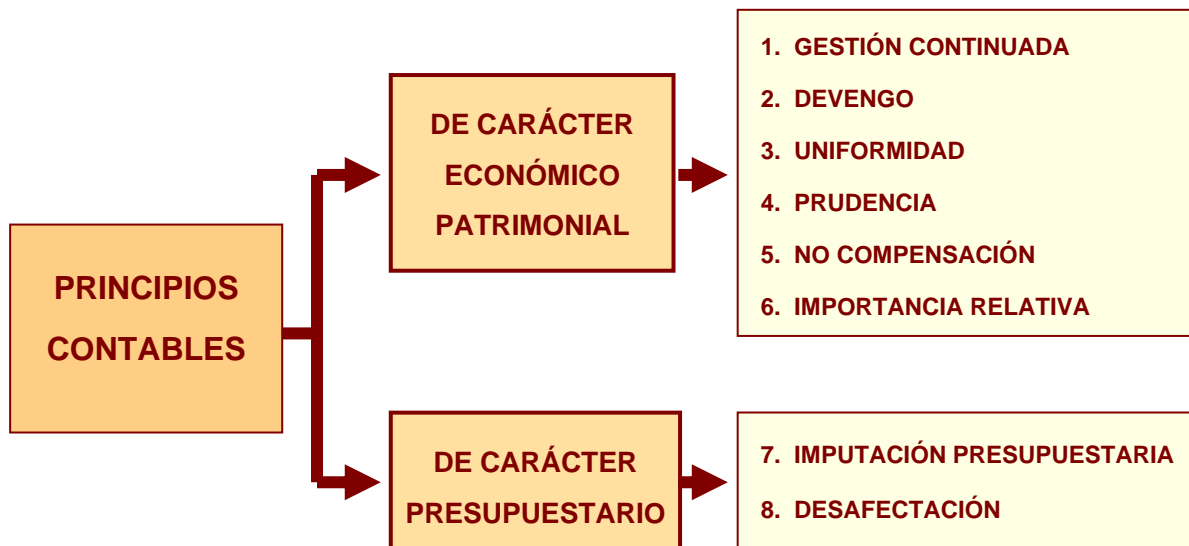 PRINCIPIOS
CONTABLES
DE CARÁCTER
ECONÓMICO
PATRIMONIAL
1. GESTIÓN CONTINUADA
2. DEVENGO
3. UNIFORMIDAD
4. PRUDENCIA
5. NO COMPENSACIÓN
6. IMPORTANCIA RELATIVA
DE CARÁCTER
PRESUPUESTARIO
7. IMPUTACIÓN PRESUPUESTARIA
8. DESAFECTACIÓN